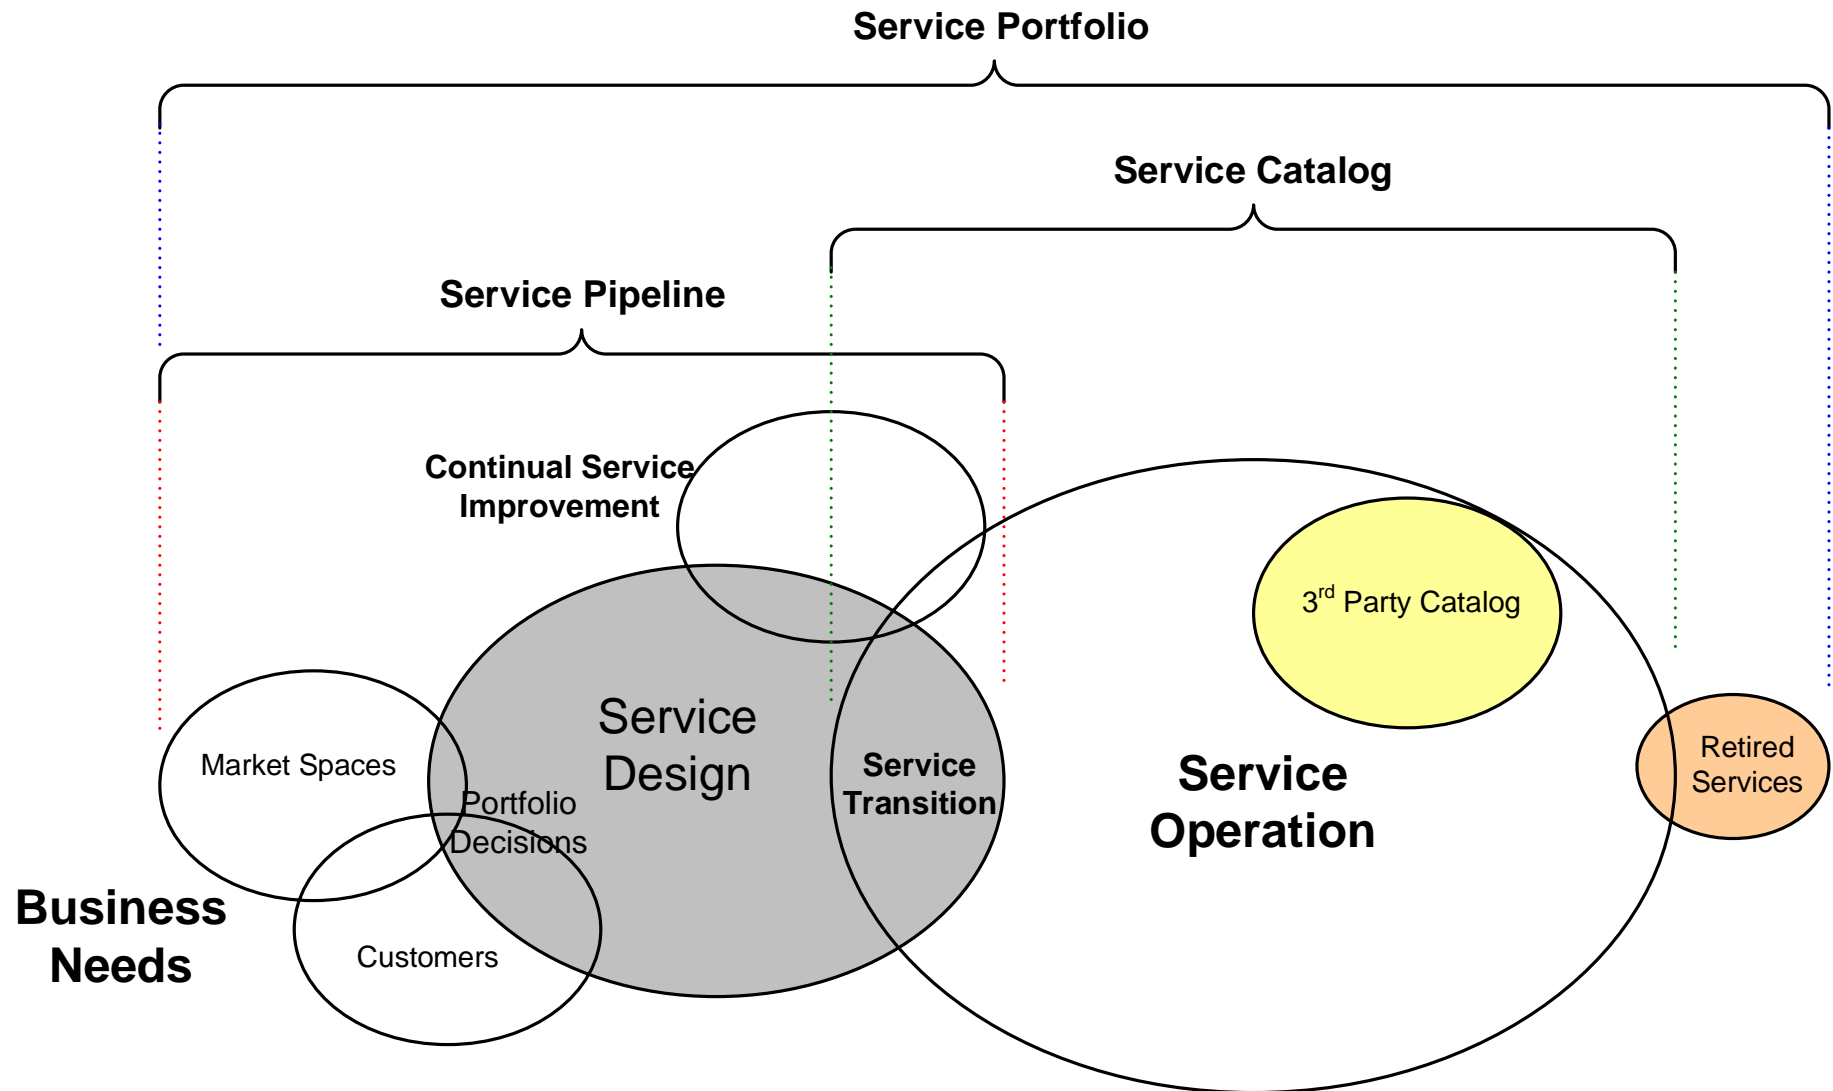 Service Portfolio
Service Catalog
Service Pipeline
Continual Service
Improvement
3rd Party Catalog
Service
Design
Market Spaces
Portfolio
Decisions
Service
Transition
Service
Operation
Retired
Services
Business
Needs
Customers